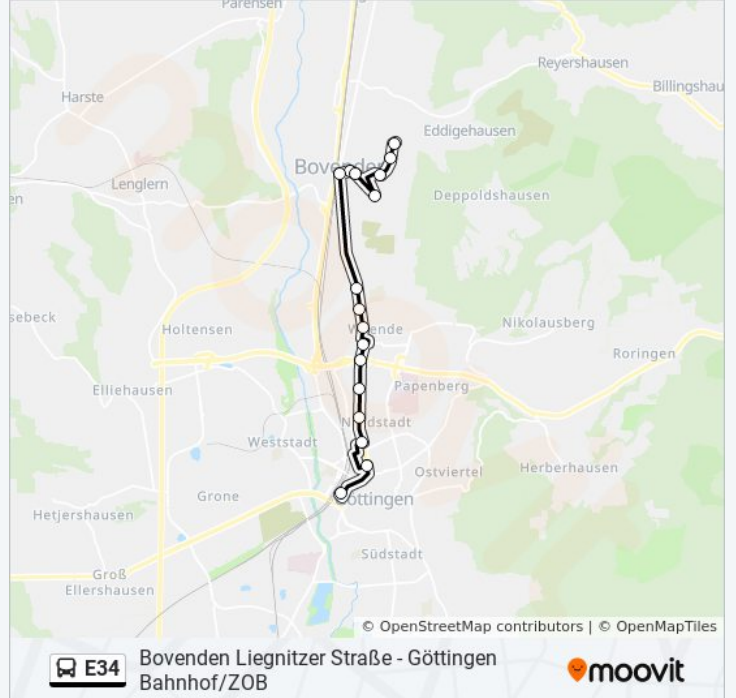 Parensen
Reyershausen
Harste
Billingshau
Eddigehausen
Bovenden
Lenglern
Deppoldshausen
en
sebeck
Holtensen
Weende
Nikolausberg
Roringen
Elliehausen
Papenberg
Nordstadt
Weststadt
Ostviertel
Herberhausen
Grone
Göttingen
Hetjershausen
Südstadt
Groß
Ellershausen
© OpenStreetMap contributors | © OpenMapTiles
E34
Bovenden Liegnitzer Straße - Göttingen
Bahnhof/ZOB
moovit